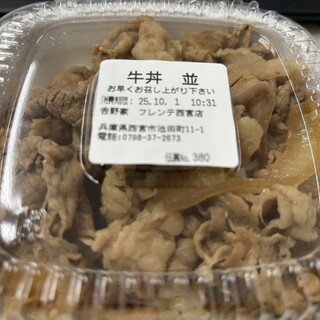 牛丼 並
お早くお召し上がり下さい
消費期限: 25.10. 1 10:31
吉野家 フレンテ西宮店
兵庫県西宮市池田町11-1
電話:0798-37-2673
伝票No. 380